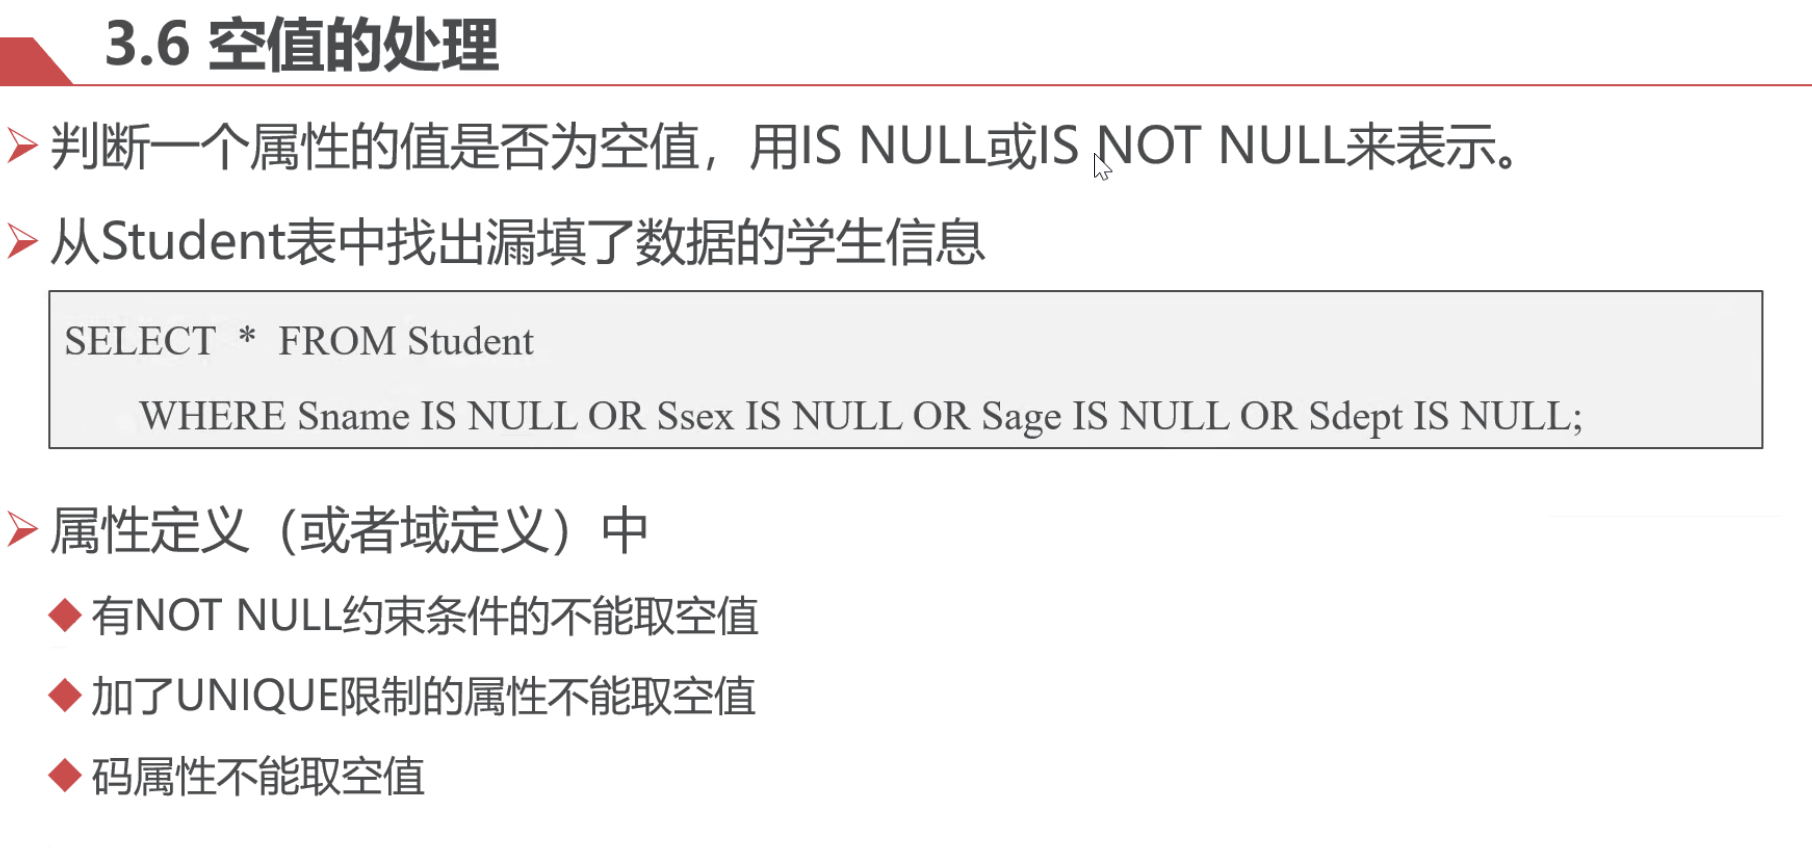 3.6 空值的处理
判断一个属性的值是否为空值，用IS NULL或IS NOT NULL来表示。
从Student表中找出漏填了数据的学生信息
SELECT * FROM Student
WHERE Sname IS NULL OR Ssex IS NULL OR Sage IS NULL OR Sdept IS NULL;
属性定义（或者域定义）中
有NOT NULL约束条件的不能取空值
加了UNIQUE限制的属性不能取空值
码属性不能取空值